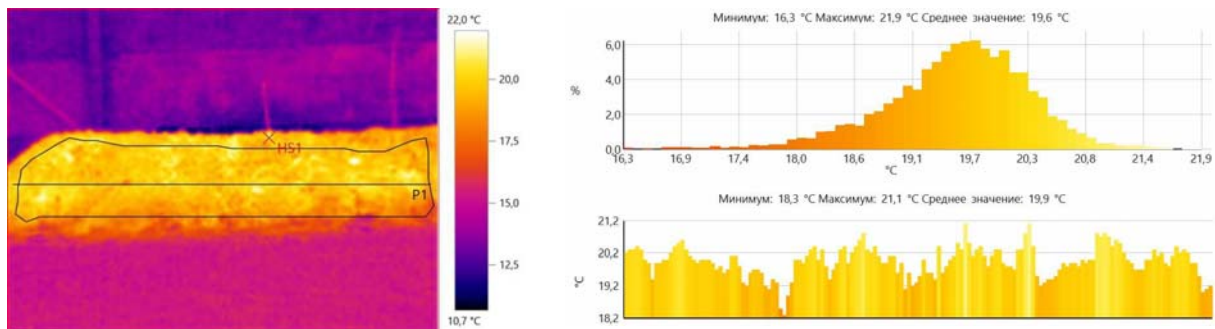 22,0 °C
20,0
17,5
15,0
12,5
10,7 °C
HS1
P1
Минимум: 16,3 °C Максимум: 21,9 °C Среднее значение: 19,6 °C
6,0
4,0
2,0
0,0
%
16,3 16,9 17,4 18,0 18,6 19,1 19,7 20,3 20,8 21,4 21,9
°C
Минимум: 18,3 °C Максимум: 21,1 °C Среднее значение: 19,9 °C
21,2
20,2
19,2
18,2
°C